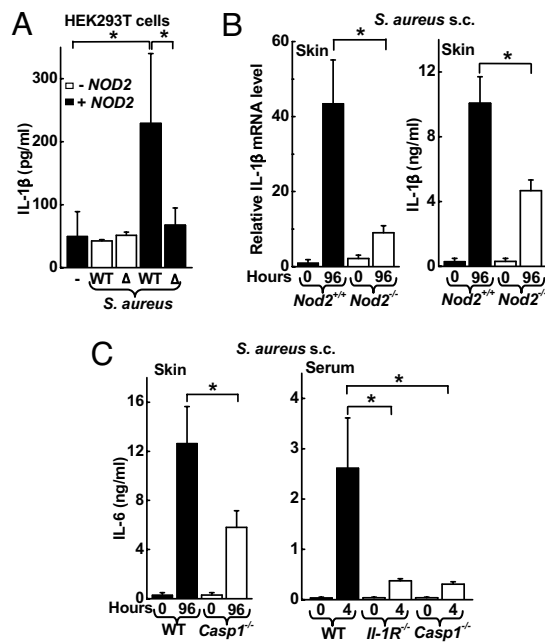 A
HEK293T cells
*
*
- NOD2
+ NOD2
IL-1β (pg/ml)
300
200
100
0
- WT Δ WT Δ
S. aureus
B
S. aureus s.c.
Skin
*
Relative IL-1β mRNA level
60
40
20
0
Hours 0 96 0 96
Nod2+/+ Nod2-/-
Skin
*
IL-1β (ng/ml)
12
8
4
0
0 96 0 96
Nod2+/+ Nod2-/-
C
S. aureus s.c.
Skin
*
IL-6 (ng/ml)
16
12
8
4
0
Hours 0 96 0 96
WT Casp1-/-
Serum
*
*
4
3
2
1
0
0 4 0 4 0 4
WT Il-1R-/- Casp1-/-